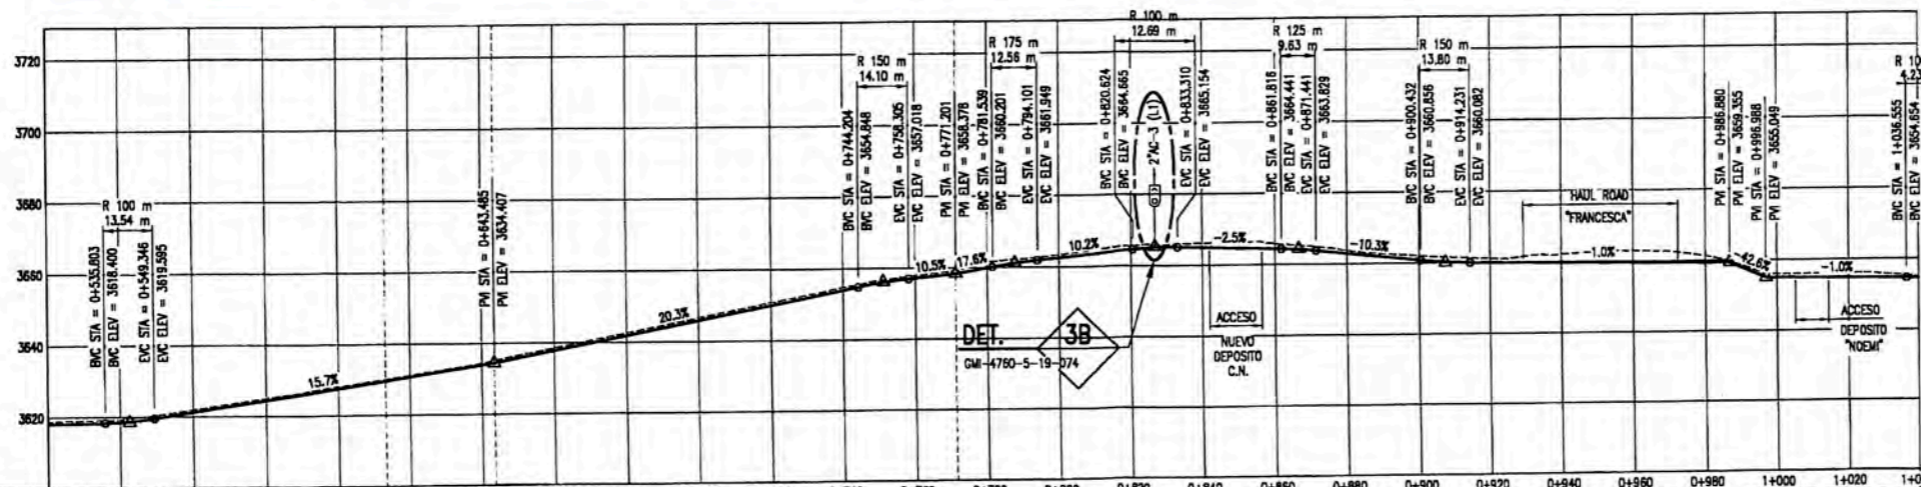 3720
3700
3680
3660
3640
3620
R 100 m
13.54 m
BVC STA = 0+535.803
BVC ELEV = 3618.400
EVC STA = 0+549.346
EVC ELEV = 3619.595
15.7%
PVI STA = 0+643.485
PVI ELEV = 3634.407
20.3%
R 150 m
14.10 m
BVC STA = 0+744.204
BVC ELEV = 3654.848
EVC STA = 0+758.305
EVC ELEV = 3657.018
10.5%
PVI STA = 0+771.201
PVI ELEV = 3658.378
17.6%
R 175 m
12.56 m
BVC STA = 0+781.539
BVC ELEV = 3660.201
EVC STA = 0+794.101
EVC ELEV = 3661.949
10.2%
R 100 m
12.69 m
BVC STA = 0+820.624
BVC ELEV = 3664.665
2"AC-3 (L1)
EVC STA = 0+833.310
EVC ELEV = 3665.154
DET. 3B
GMI-4760-5-19-074
-2.5%
ACCESO
NUEVO
DEPOSITO
C.N.
R 125 m
9.63 m
BVC STA = 0+861.816
BVC ELEV = 3664.441
EVC STA = 0+871.441
EVC ELEV = 3663.829
-10.3%
R 150 m
13.80 m
BVC STA = 0+900.432
BVC ELEV = 3660.856
EVC STA = 0+914.231
EVC ELEV = 3660.082
HAUL ROAD
"FRANCESCA"
-1.0%
PVI STA = 0+986.880
PVI ELEV = 3659.355
PVI STA = 0+996.988
PVI ELEV = 3655.049
-42.6%
-1.0%
ACCESO
DEPOSITO
"NOEMI"
R 10
4.23
BVC STA = 1+036.555
BVC ELEV = 3654.654
0+840 0+860 0+880 0+900 0+920 0+940 0+960 0+980 1+000 1+020